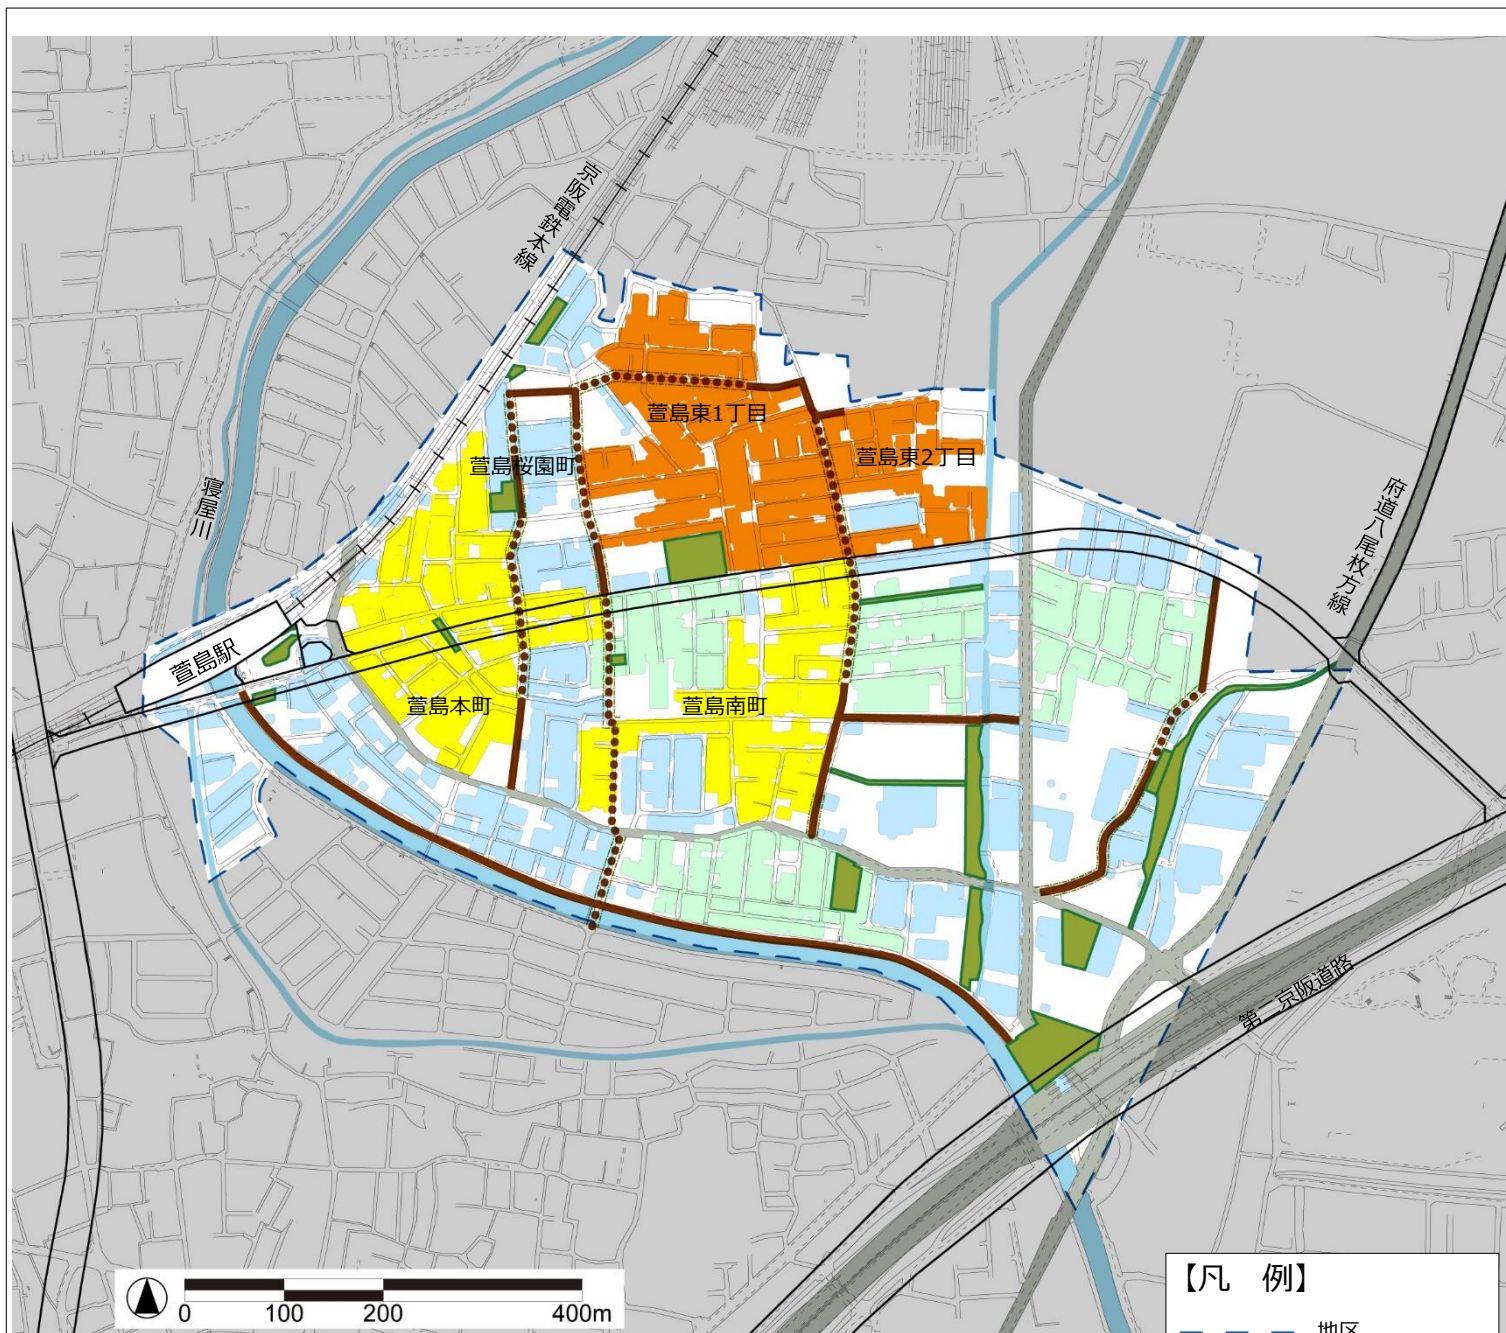 京阪電鉄本線
萱島東1丁目
萱島東2丁目
萱島桜園町
寝屋川
府道八尾枚方線
萱島駅
萱島本町
萱島南町
第二京阪道路
【凡　例】
地区
0 100 200 400m